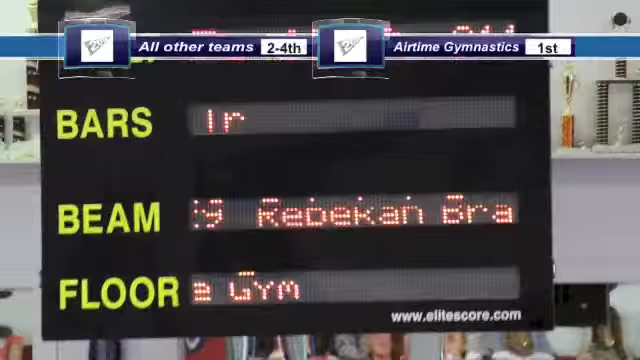 All other teams 2-4th Airtime Gymnastics 1st
BARS Ir
BEAM Rebekah Bra
FLOOR a Gym
www.elitescore.com